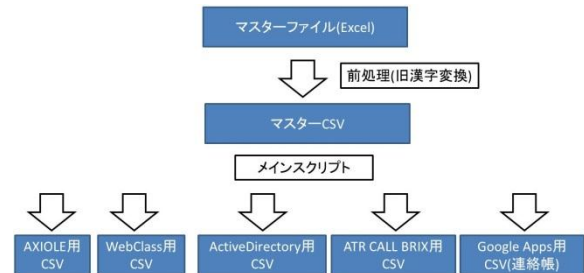 マスターファイル(Excel)
前処理(旧漢字変換)
マスターCSV
メインスクリプト
AXIOLE用
CSV
WebClass用
CSV
ActiveDirectory用
CSV
ATR CALL BRIX用
CSV
Google Apps用
CSV(連絡帳)